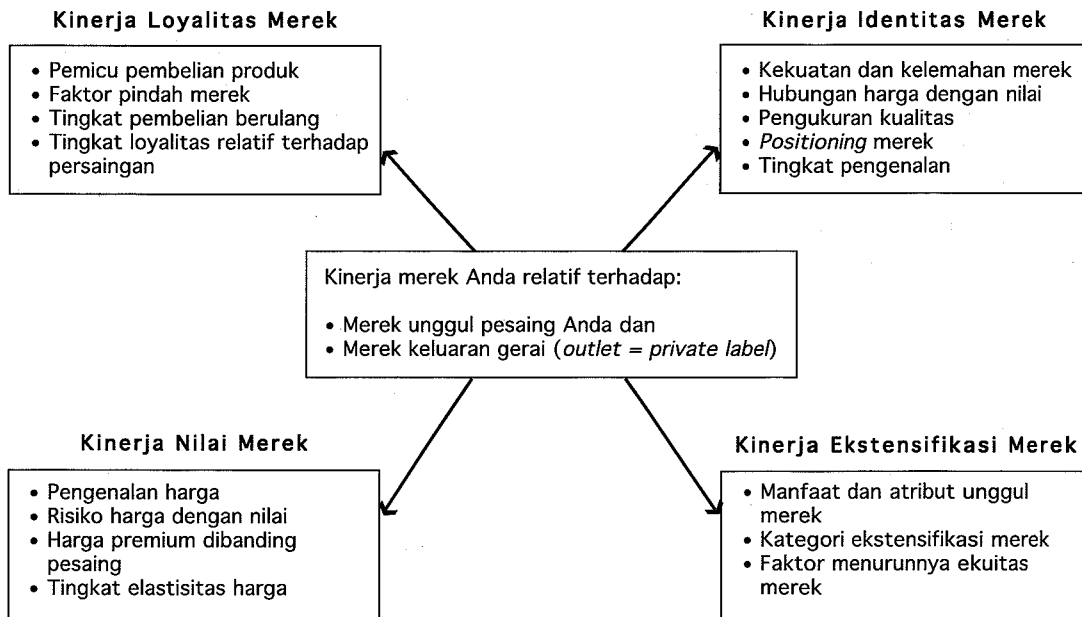 Kinerja Loyalitas Merek
• Pemicu pembelian produk
• Faktor pindah merek
• Tingkat pembelian berulang
• Tingkat loyalitas relatif terhadap
persaingan
Kinerja Identitas Merek
• Kekuatan dan kelemahan merek
• Hubungan harga dengan nilai
• Pengukuran kualitas
• Positioning merek
• Tingkat pengenalan
Kinerja merek Anda relatif terhadap:
• Merek unggul pesaing Anda dan
• Merek keluaran gerai (outlet = private label)
Kinerja Nilai Merek
• Pengenalan harga
• Risiko harga dengan nilai
• Harga premium dibanding
pesaing
• Tingkat elastisitas harga
Kinerja Ekstensifikasi Merek
• Manfaat dan atribut unggul
merek
• Kategori ekstensifikasi merek
• Faktor menurunnya ekuitas
merek